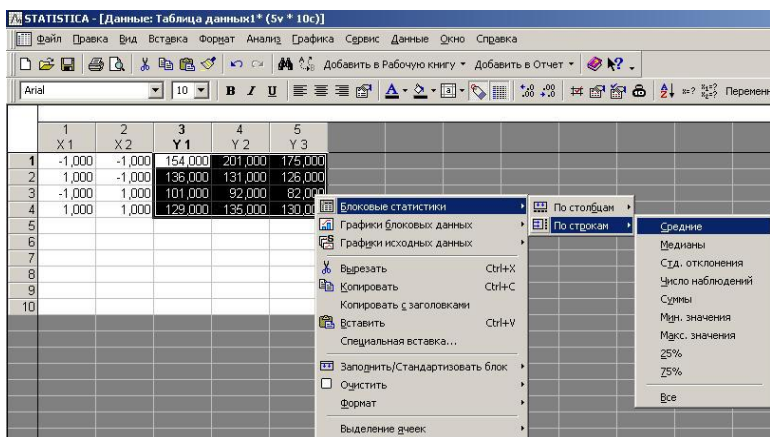 STATISTICA - [Данные: Таблица данных1* (5v * 10c)]
Файл Правка Вид Вставка Формат Анализ Графика Сервис Данные Окно Справка
Добавить в Рабочую книгу Добавить в Отчет
Arial 10 B I U Перемен
1 2 3 4 5
X 1 X 2 Y 1 Y 2 Y 3
1 -1,000 -1,000 154,000 201,000 175,000
2 1,000 -1,000 136,000 131,000 126,000
3 -1,000 1,000 101,000 92,000 82,000
4 1,000 1,000 129,000 135,000 130,00
5
6
7
8
9
10
Блоковые статистики
Графики блоковых данных
Графики исходных данных
Вырезать Ctrl+X
Копировать Ctrl+C
Копировать с заголовками
Вставить Ctrl+V
Специальная вставка...
Заполнить/Стандартизовать блок
Очистить
Формат
Выделение ячеек
По столбцам
По строкам
Средние
Медианы
Стд. отклонения
Число наблюдений
Суммы
Мин. значения
Макс. значения
25%
75%
Все